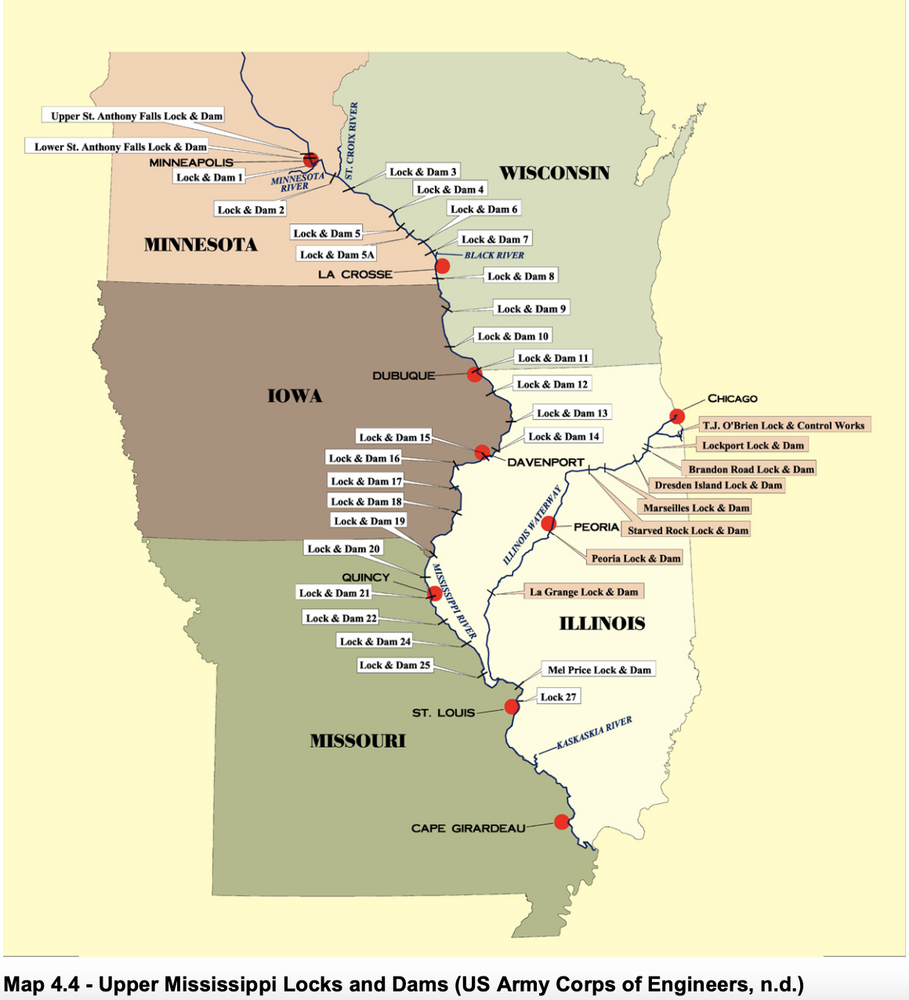 Upper St. Anthony Falls Lock & Dam
Lower St. Anthony Falls Lock & Dam
MINNEAPOLIS
Lock & Dam 1
MINNESOTA
RIVER
ST. CROIX RIVER
Lock & Dam 2
Lock & Dam 3
WISCONSIN
Lock & Dam 4
Lock & Dam 6
Lock & Dam 5
Lock & Dam 7
MINNESOTA
Lock & Dam 5A
BLACK RIVER
LA CROSSE
Lock & Dam 8
Lock & Dam 9
Lock & Dam 10
Lock & Dam 11
DUBUQUE
Lock & Dam 12
IOWA
CHICAGO
Lock & Dam 13
T.J. O'Brien Lock & Control Works
Lock & Dam 15
Lock & Dam 14
Lockport Lock & Dam
Lock & Dam 16
DAVENPORT
Brandon Road Lock & Dam
Lock & Dam 17
Dresden Island Lock & Dam
Lock & Dam 18
Marseilles Lock & Dam
Lock & Dam 19
ILLINOIS WATERWAY
PEORIA
Starved Rock Lock & Dam
Lock & Dam 20
Peoria Lock & Dam
QUINCY
MISSISSIPPI RIVER
Lock & Dam 21
La Grange Lock & Dam
Lock & Dam 22
ILLINOIS
Lock & Dam 24
Lock & Dam 25
Mel Price Lock & Dam
Lock 27
ST. LOUIS
MISSOURI
KASKASKIA RIVER
CAPE GIRARDEAU
Map 4.4 - Upper Mississippi Locks and Dams (US Army Corps of Engineers, n.d.)